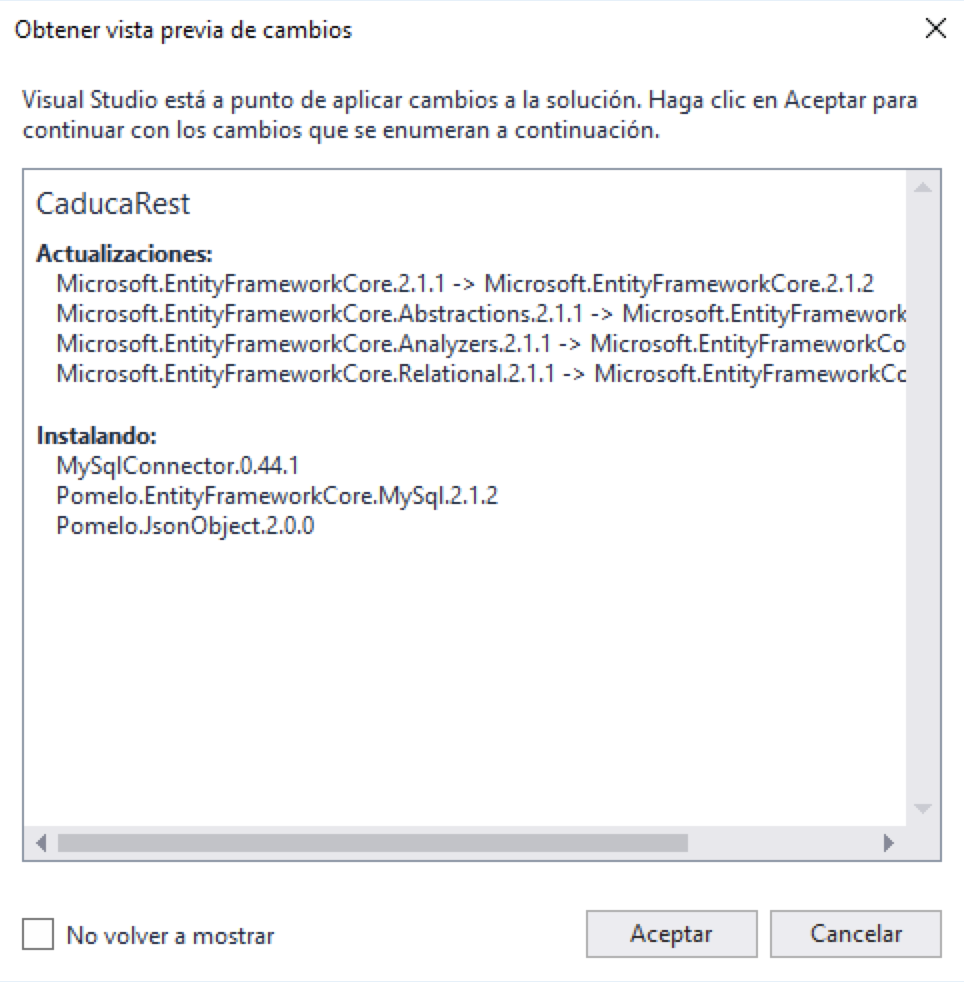 Obtener vista previa de cambios
Visual Studio está a punto de aplicar cambios a la solución. Haga clic en Aceptar para
continuar con los cambios que se enumeran a continuación.
CaducaRest
Actualizaciones:
Microsoft.EntityFrameworkCore.2.1.1 -> Microsoft.EntityFrameworkCore.2.1.2
Microsoft.EntityFrameworkCore.Abstractions.2.1.1 -> Microsoft.EntityFramework
Microsoft.EntityFrameworkCore.Analyzers.2.1.1 -> Microsoft.EntityFrameworkCo
Microsoft.EntityFrameworkCore.Relational.2.1.1 -> Microsoft.EntityFrameworkCo
Instalando:
MySqlConnector.0.44.1
Pomelo.EntityFrameworkCore.MySql.2.1.2
Pomelo.JsonObject.2.0.0
No volver a mostrar
Aceptar
Cancelar